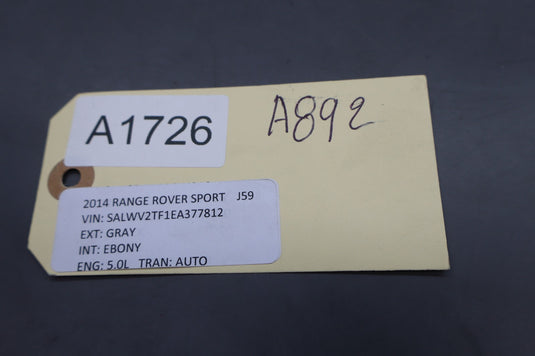 A1726
A892
2014 RANGE ROVER SPORT J59
VIN: SALWV2TF1EA377812
EXT: GRAY
INT: EBONY
ENG: 5.0L TRAN: AUTO